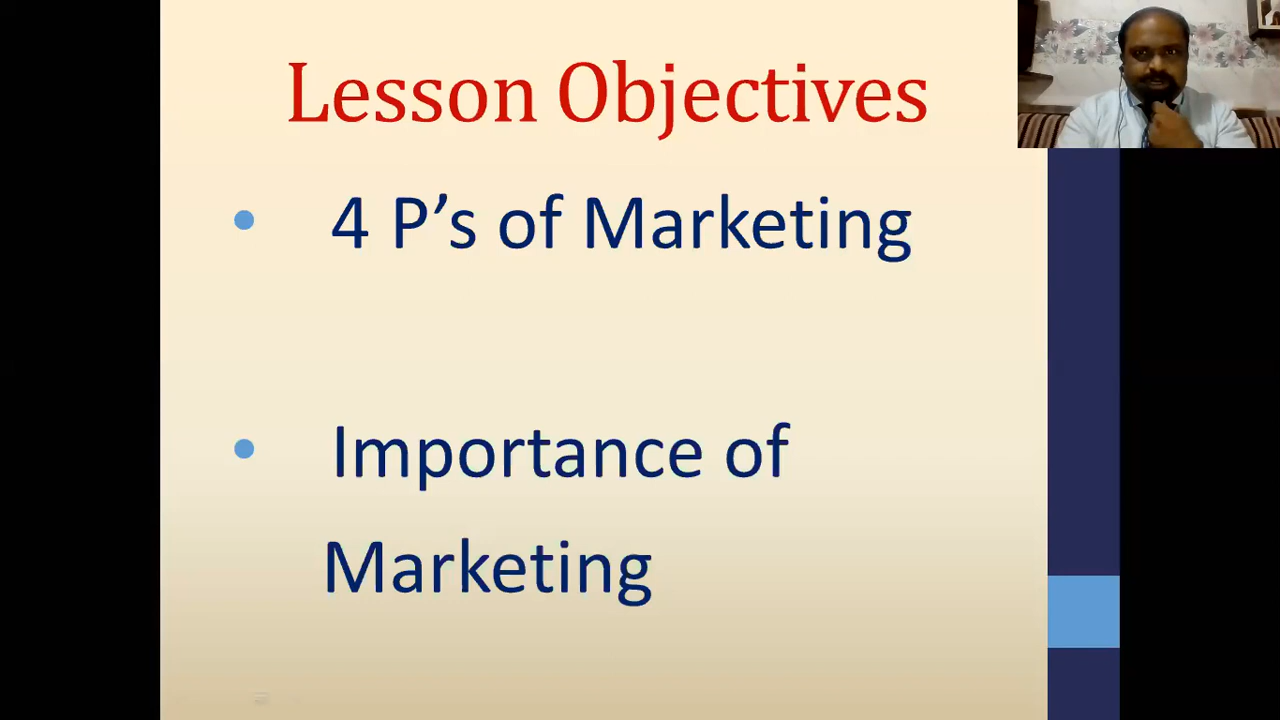 Lesson Objectives
• 4 P’s of Marketing
• Importance of
Marketing